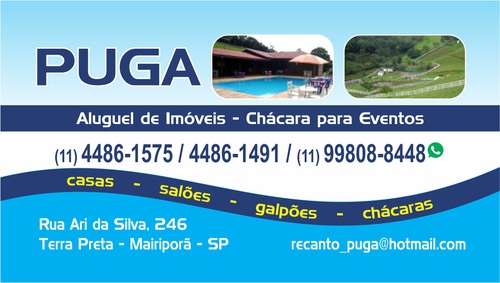 PUGA
Aluguel de Imóveis - Chácara para Eventos
(11) 4486-1575 / 4486-1491 / (11) 99808-8448
casas - salões - galpões - chácaras
Rua Ari da Silva, 246
Terra Preta - Mairiporã - SP
recanto_puga@hotmail.com